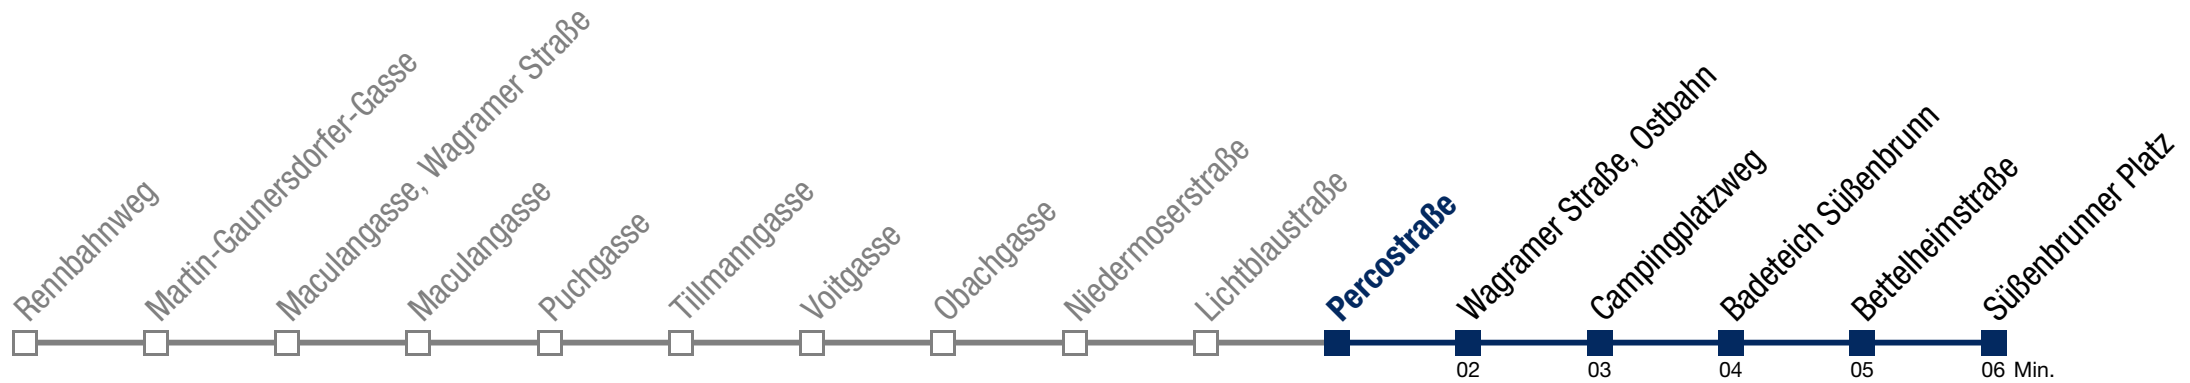 Rennbahnweg
Martin-Gaunersdorfer-Gasse
Maculangasse, Wagramer Straße
Maculangasse
Puchgasse
Tillmanngasse
Voitgasse
Obachgasse
Niedermoserstraße
Lichtblaustraße
Percostraße
Wagramer Straße, Ostbahn
Campingplatzweg
Badeteich Süßenbrunn
Bettelheimstraße
Süßenbrunner Platz
02 03 04 05 06 Min.